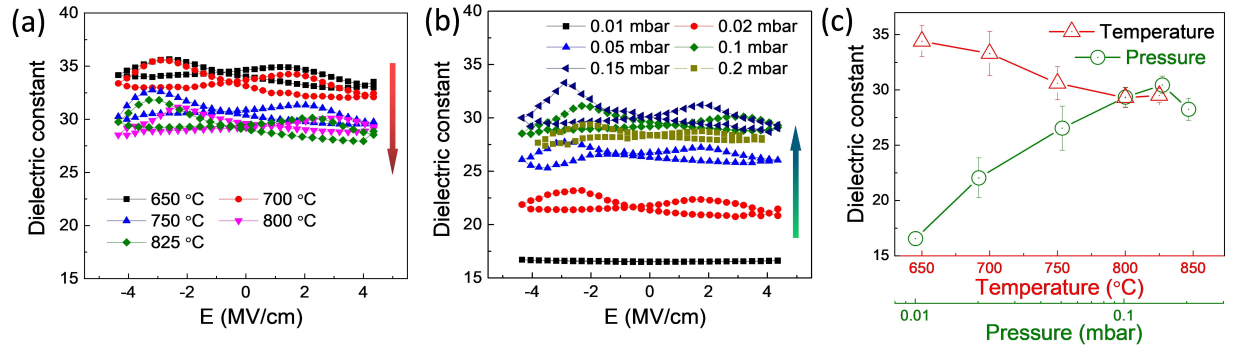 (a)
Dielectric constant
40
35
30
25
20
15
650 °C
700 °C
750 °C
800 °C
825 °C
-4
-2
0
2
4
E (MV/cm)
(b)
Dielectric constant
40
35
30
25
20
15
0.01 mbar
0.02 mbar
0.05 mbar
0.1 mbar
0.15 mbar
0.2 mbar
-4
-2
0
2
4
E (MV/cm)
(c)
Dielectric constant
40
35
30
25
20
15
Temperature
Pressure
650
700
750
800
850
Temperature (°C)
0.01
0.1
Pressure (mbar)